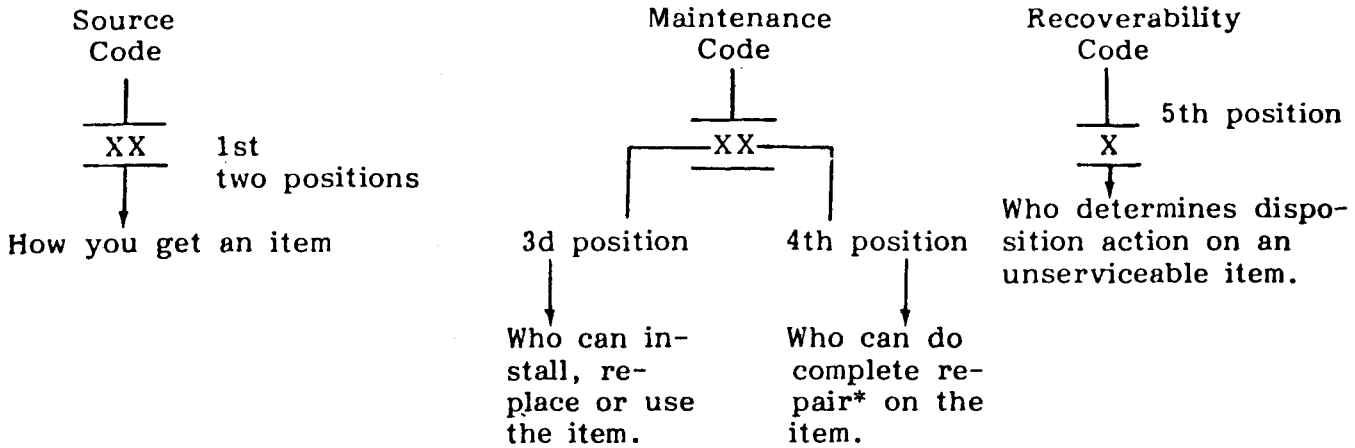 Source
Code
XX
1st
two positions
How you get an item
Maintenance
Code
XX
3d position
Who can in-
stall, re-
place or use
the item.
4th position
Who can do
complete re-
pair* on the
item.
Recoverability
Code
5th position
X
Who determines dispo-
sition action on an
unserviceable item.